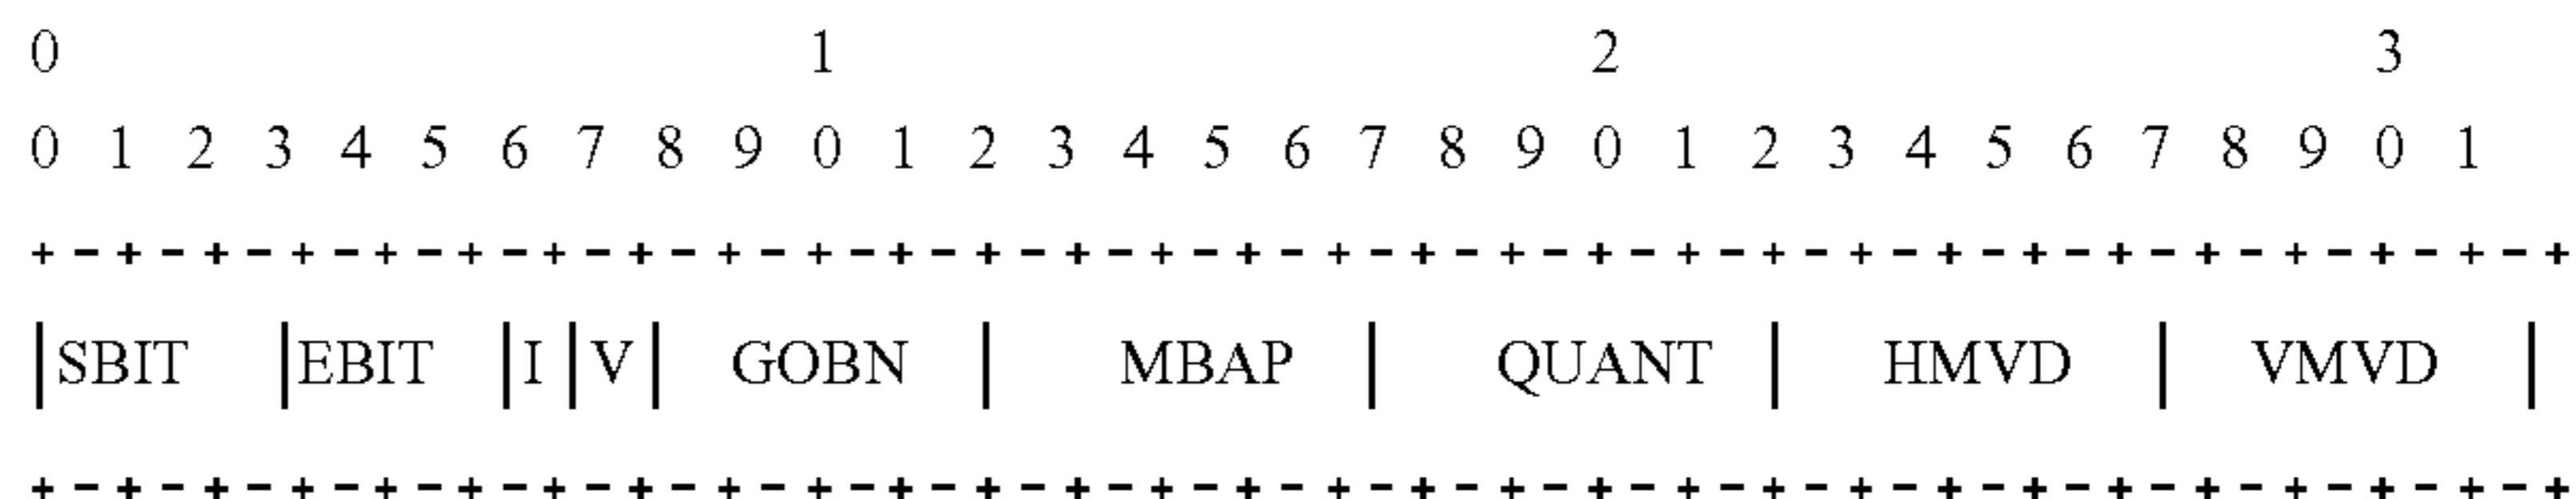 0 1 2 3
0 1 2 3 4 5 6 7 8 9 0 1 2 3 4 5 6 7 8 9 0 1 2 3 4 5 6 7 8 9 0 1
+-+-+-+-+-+-+-+-+-+-+-+-+-+-+-+-+-+-+-+-+-+-+-+-+-+-+-+-+-+
|SBIT |EBIT |I|V| GOBN | MBAP | QUANT | HMVD | VMVD |
+-+-+-+-+-+-+-+-+-+-+-+-+-+-+-+-+-+-+-+-+-+-+-+-+-+-+-+-+-+